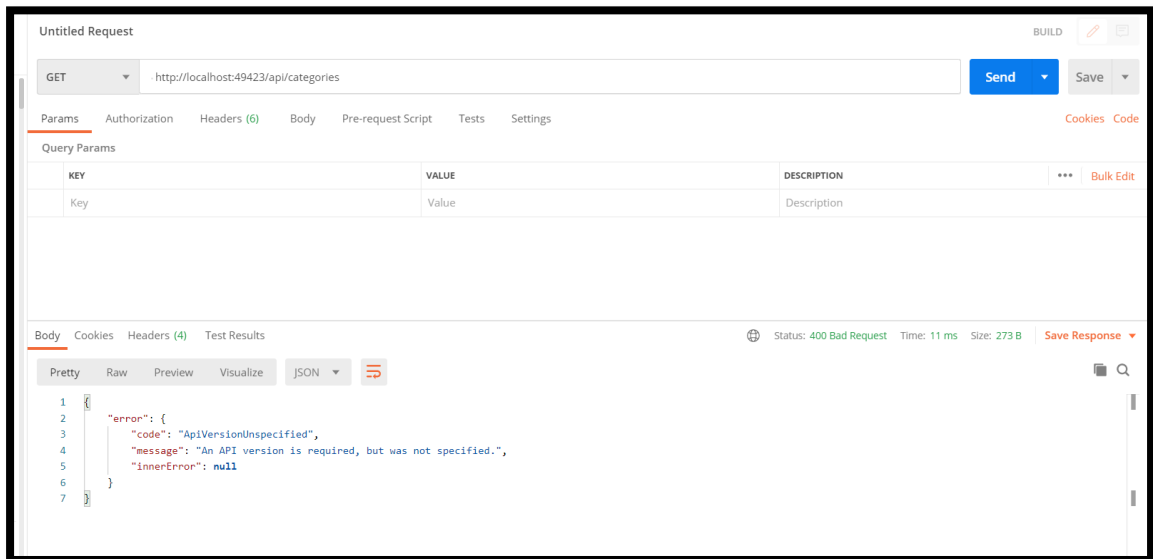 Untitled Request BUILD
GET http://localhost:49423/api/categories Send Save
Params Authorization Headers (6) Body Pre-request Script Tests Settings Cookies Code
Query Params
KEY VALUE DESCRIPTION ••• Bulk Edit
Key Value Description
Body Cookies Headers (4) Test Results Status: 400 Bad Request Time: 11 ms Size: 273 B Save Response
Pretty Raw Preview Visualize JSON
1 {
2 "error": {
3 "code": "ApiVersionUnspecified",
4 "message": "An API version is required, but was not specified.",
5 "innerError": null
6 }
7 }